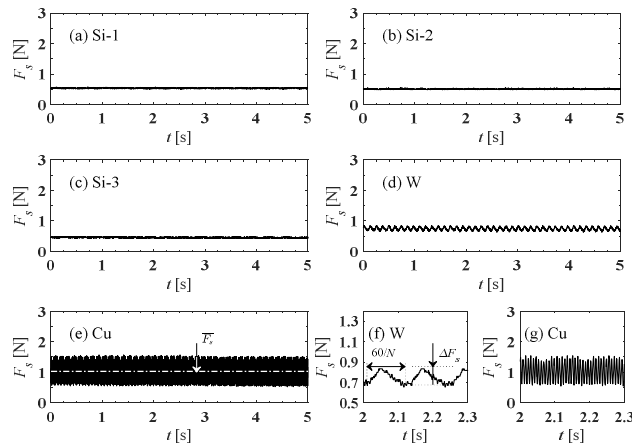 (a) Si-1
F_s [N]
3
2
1
0
0 1 2 3 4 5
t [s]
(b) Si-2
F_s [N]
3
2
1
0
0 1 2 3 4 5
t [s]
(c) Si-3
F_s [N]
3
2
1
0
0 1 2 3 4 5
t [s]
(d) W
F_s [N]
3
2
1
0
0 1 2 3 4 5
t [s]
(e) Cu
F_s
F_s [N]
3
2
1
0
0 1 2 3 4 5
t [s]
(f) W
60/N
ΔF_s
F_s [N]
1.3
1.1
0.9
0.7
0.5
2 2.1 2.2 2.3
t [s]
(g) Cu
F_s [N]
3
2
1
0
2 2.1 2.2 2.3
t [s]